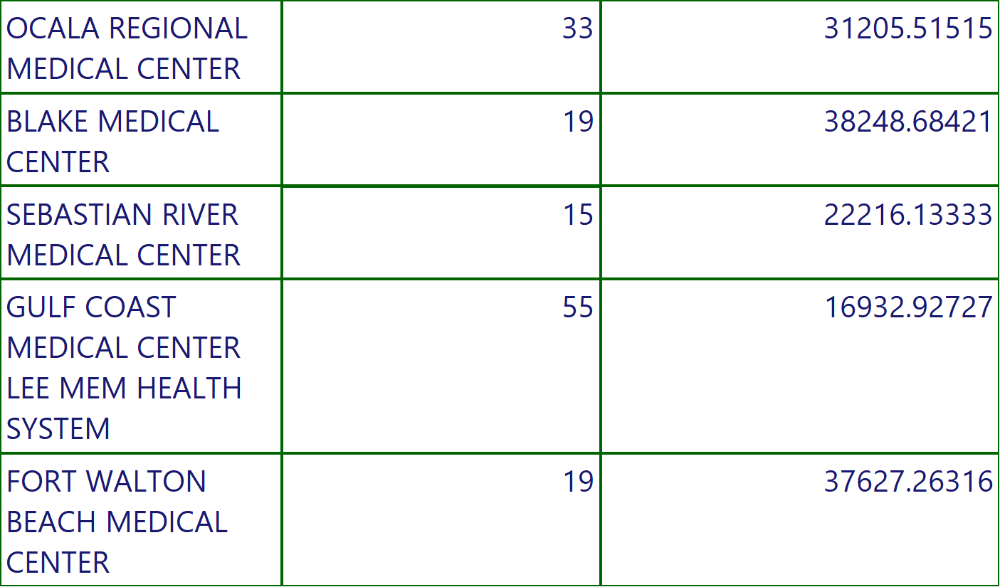 OCALA REGIONAL 33 31205.51515
MEDICAL CENTER
BLAKE MEDICAL 19 38248.68421
CENTER
SEBASTIAN RIVER 15 22216.13333
MEDICAL CENTER
GULF COAST 55 16932.92727
MEDICAL CENTER
LEE MEM HEALTH
SYSTEM
FORT WALTON 19 37627.26316
BEACH MEDICAL
CENTER